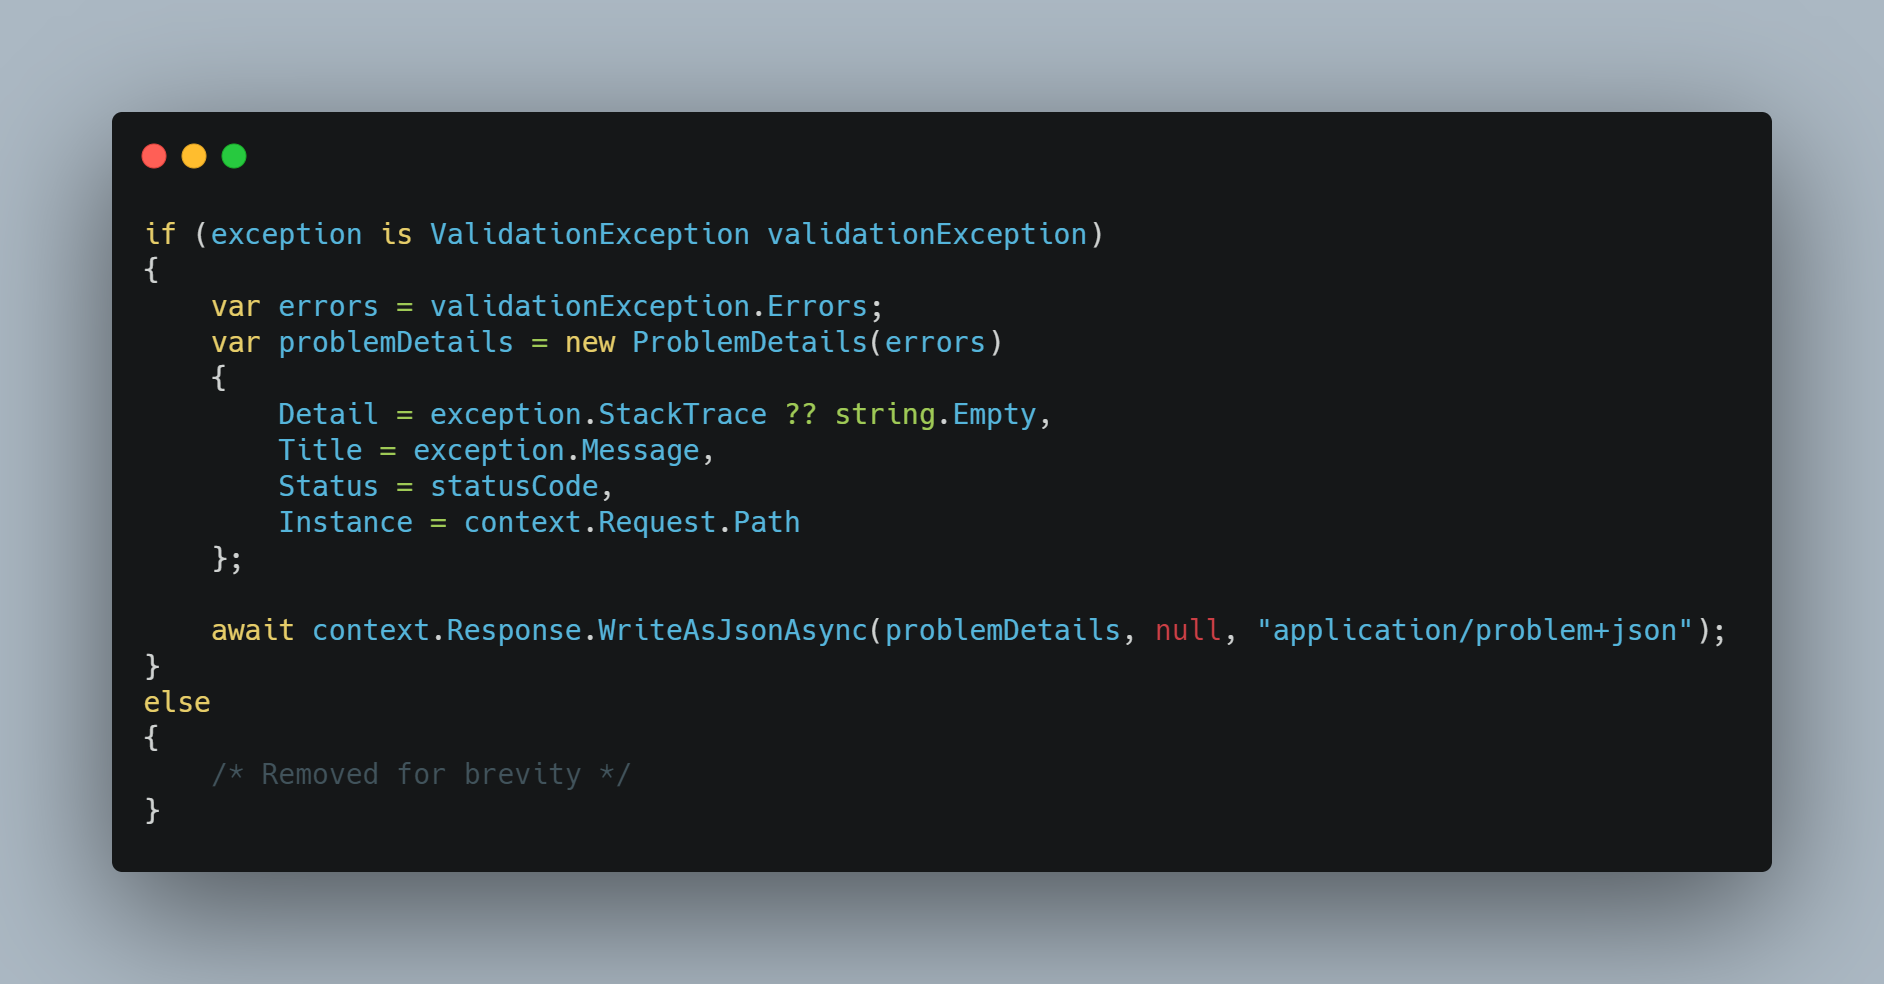 if (exception is ValidationException validationException)
{
    var errors = validationException.Errors;
    var problemDetails = new ProblemDetails(errors)
    {
        Detail = exception.StackTrace ?? string.Empty,
        Title = exception.Message,
        Status = statusCode,
        Instance = context.Request.Path
    };

    await context.Response.WriteAsJsonAsync(problemDetails, null, "application/problem+json");
}
else
{
    /* Removed for brevity */
}